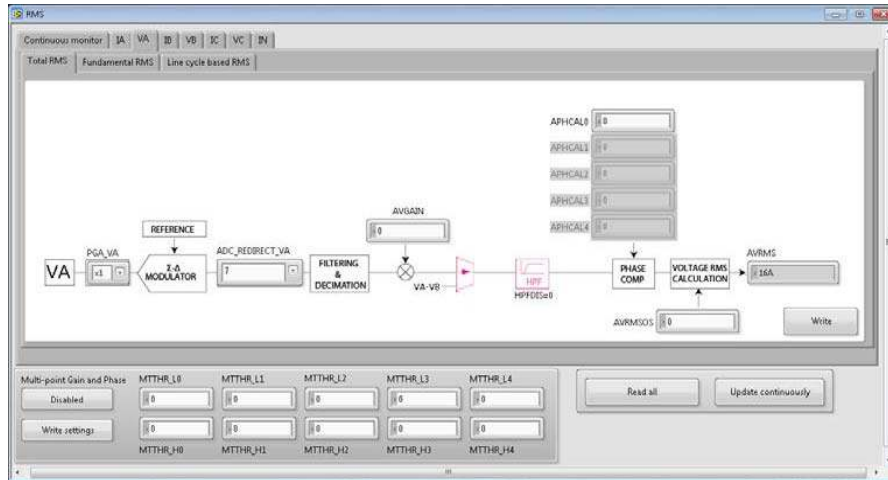 RMS
Continuous monitor IA VA IB VB IC VC IN
Total RMS Fundamental RMS Line cycle based RMS
APHCAL0 x 0
APHCAL1 x 0
APHCAL2 x 0
APHCAL3 x 0
APHCAL4 x 0
AVGAIN
x 0
REFERENCE
PGA_VA
VA
x1
Σ-Δ
MODULATOR
ADC_REDIRECT_VA
7
FILTERING
&
DECIMATION
VA-VB
HPF
HPFDIS=0
PHASE
COMP
VOLTAGE RMS
CALCULATION
AVRMS
x 16A
AVRMSOS x 0
Write
Multi-point Gain and Phase
Disabled
Write settings
MTTHR_L0 MTTHR_L1 MTTHR_L2 MTTHR_L3 MTTHR_L4
x 0 x 0 x 0 x 0 x 0
x 0 x 0 x 0 x 0 x 0
MTTHR_H0 MTTHR_H1 MTTHR_H2 MTTHR_H3 MTTHR_H4
Read all
Update continuously